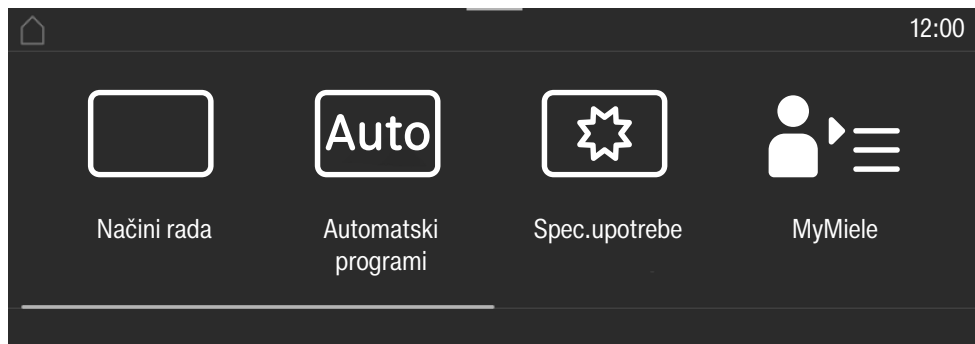 12:00
Auto
Načini rada
Automatski
programi
Spec.upotrebe
MyMiele